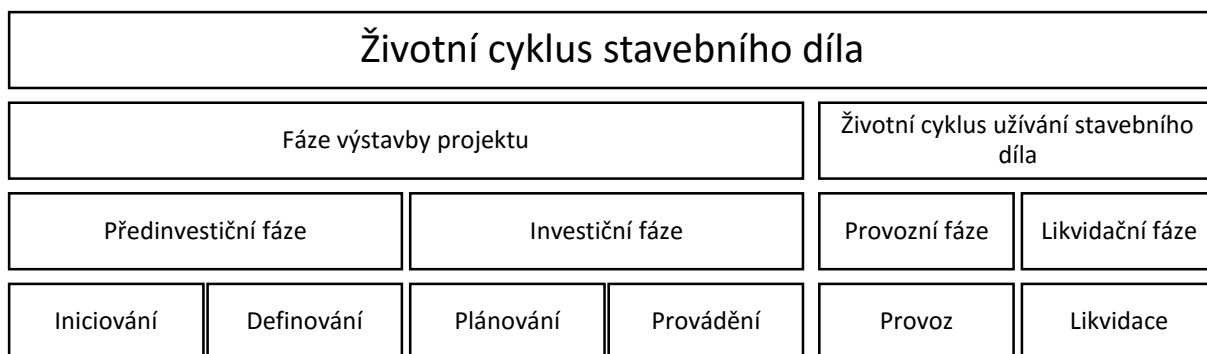 Životní cyklus stavebního díla
Fáze výstavby projektu
Životní cyklus užívání stavebního
díla
Předinvestiční fáze
Investiční fáze
Provozní fáze
Likvidační fáze
Iniciování
Definování
Plánování
Provádění
Provoz
Likvidace